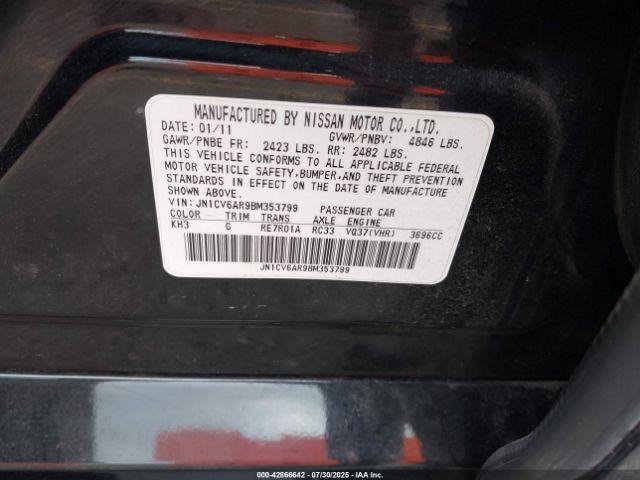 MANUFACTURED BY NISSAN MOTOR CO.,LTD.
DATE: 01/11 GVWR/PNBV: 4846 LBS.
GAWR/PNBE FR: 2423 LBS. RR: 2482 LBS.
THIS VEHICLE CONFORMS TO ALL APPLICABLE FEDERAL
MOTOR VEHICLE SAFETY, BUMPER, AND THEFT PREVENTION
STANDARDS IN EFFECT ON THE DATE OF MANUFACTURE
SHOWN ABOVE.
VIN: JN1CV6AR9BM353799 PASSENGER CAR
COLOR TRIM TRANS AXLE ENGINE
KH3 G RE7R01A RC33 VQ37(VHR) 3696CC
JN1CV6AR9BM353799
000-42866642 | 07/30/2025 | IAA Inc.